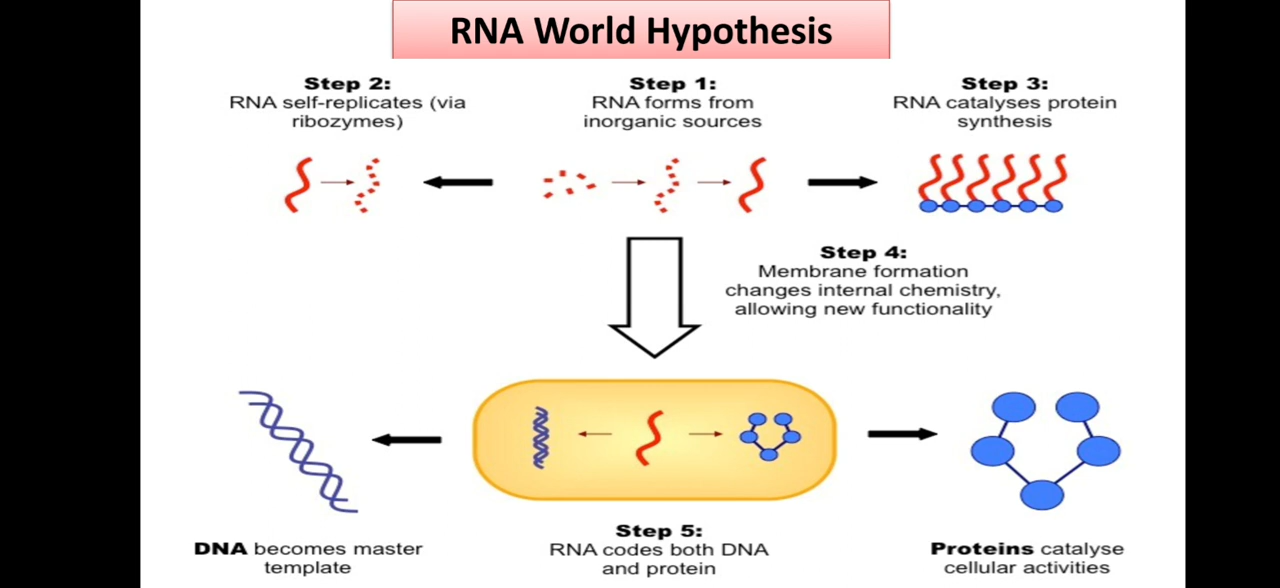 RNA World Hypothesis
Step 2:
RNA self-replicates (via
ribozymes)
Step 1:
RNA forms from
inorganic sources
Step 3:
RNA catalyses protein
synthesis
Step 4:
Membrane formation
changes internal chemistry,
allowing new functionality
DNA becomes master
template
Step 5:
RNA codes both DNA
and protein
Proteins catalyse
cellular activities